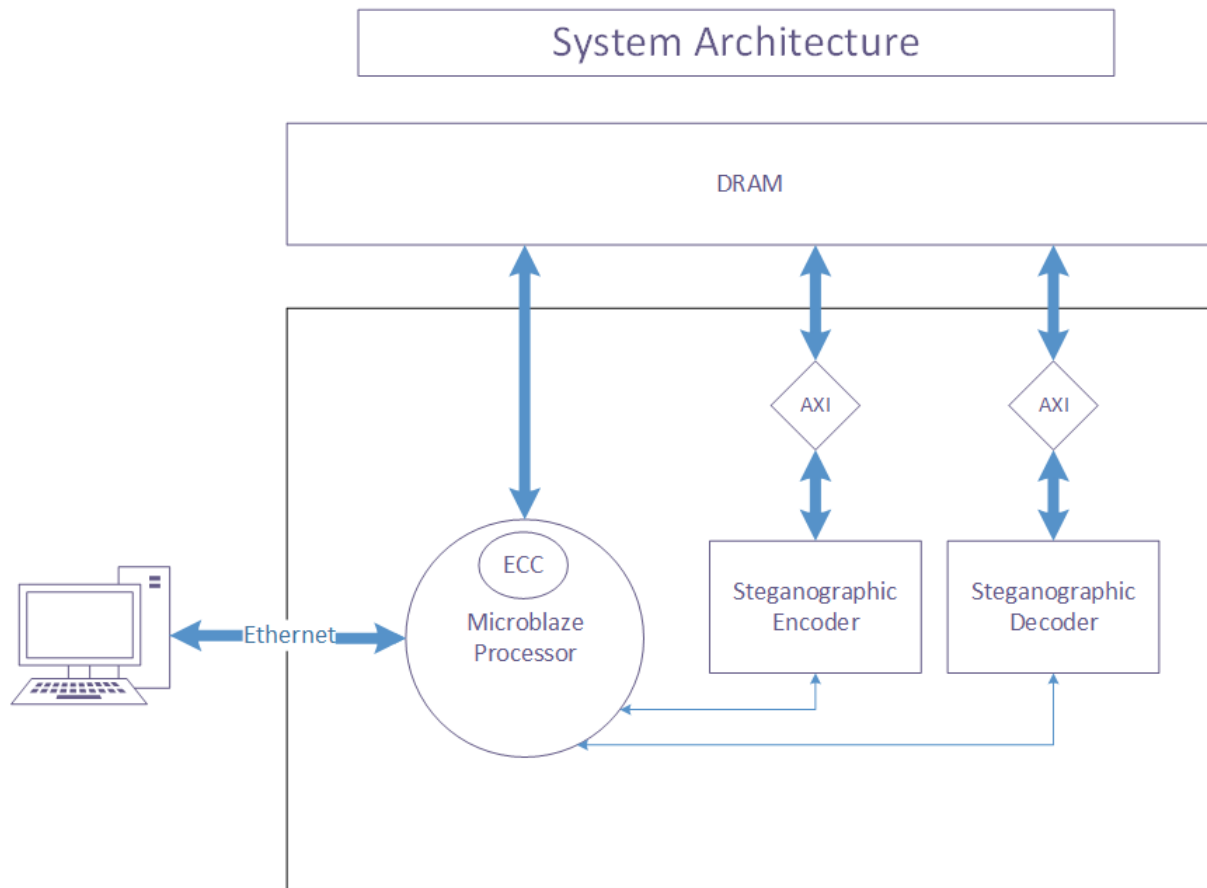 System Architecture
DRAM
AXI
AXI
ECC
Microblaze
Processor
Steganographic
Encoder
Steganographic
Decoder
Ethernet